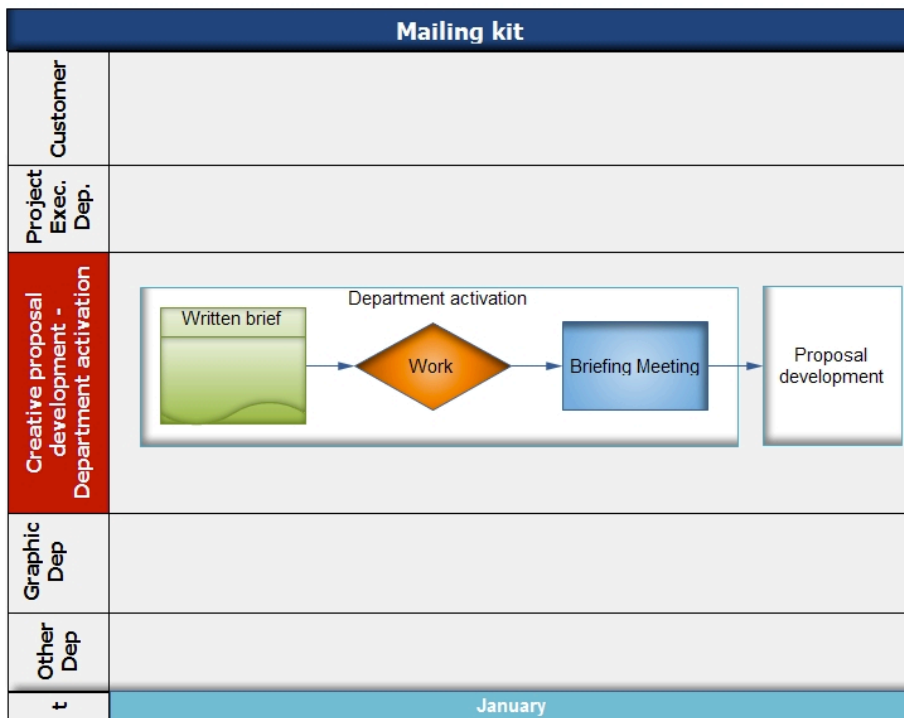 Mailing kit
Customer
Project
Exec.
Dep.
Creative proposal
development -
Department activation
Department activation
Written brief
Work
Briefing Meeting
Proposal
development
Graphic
Dep
Other
Dep
t
January